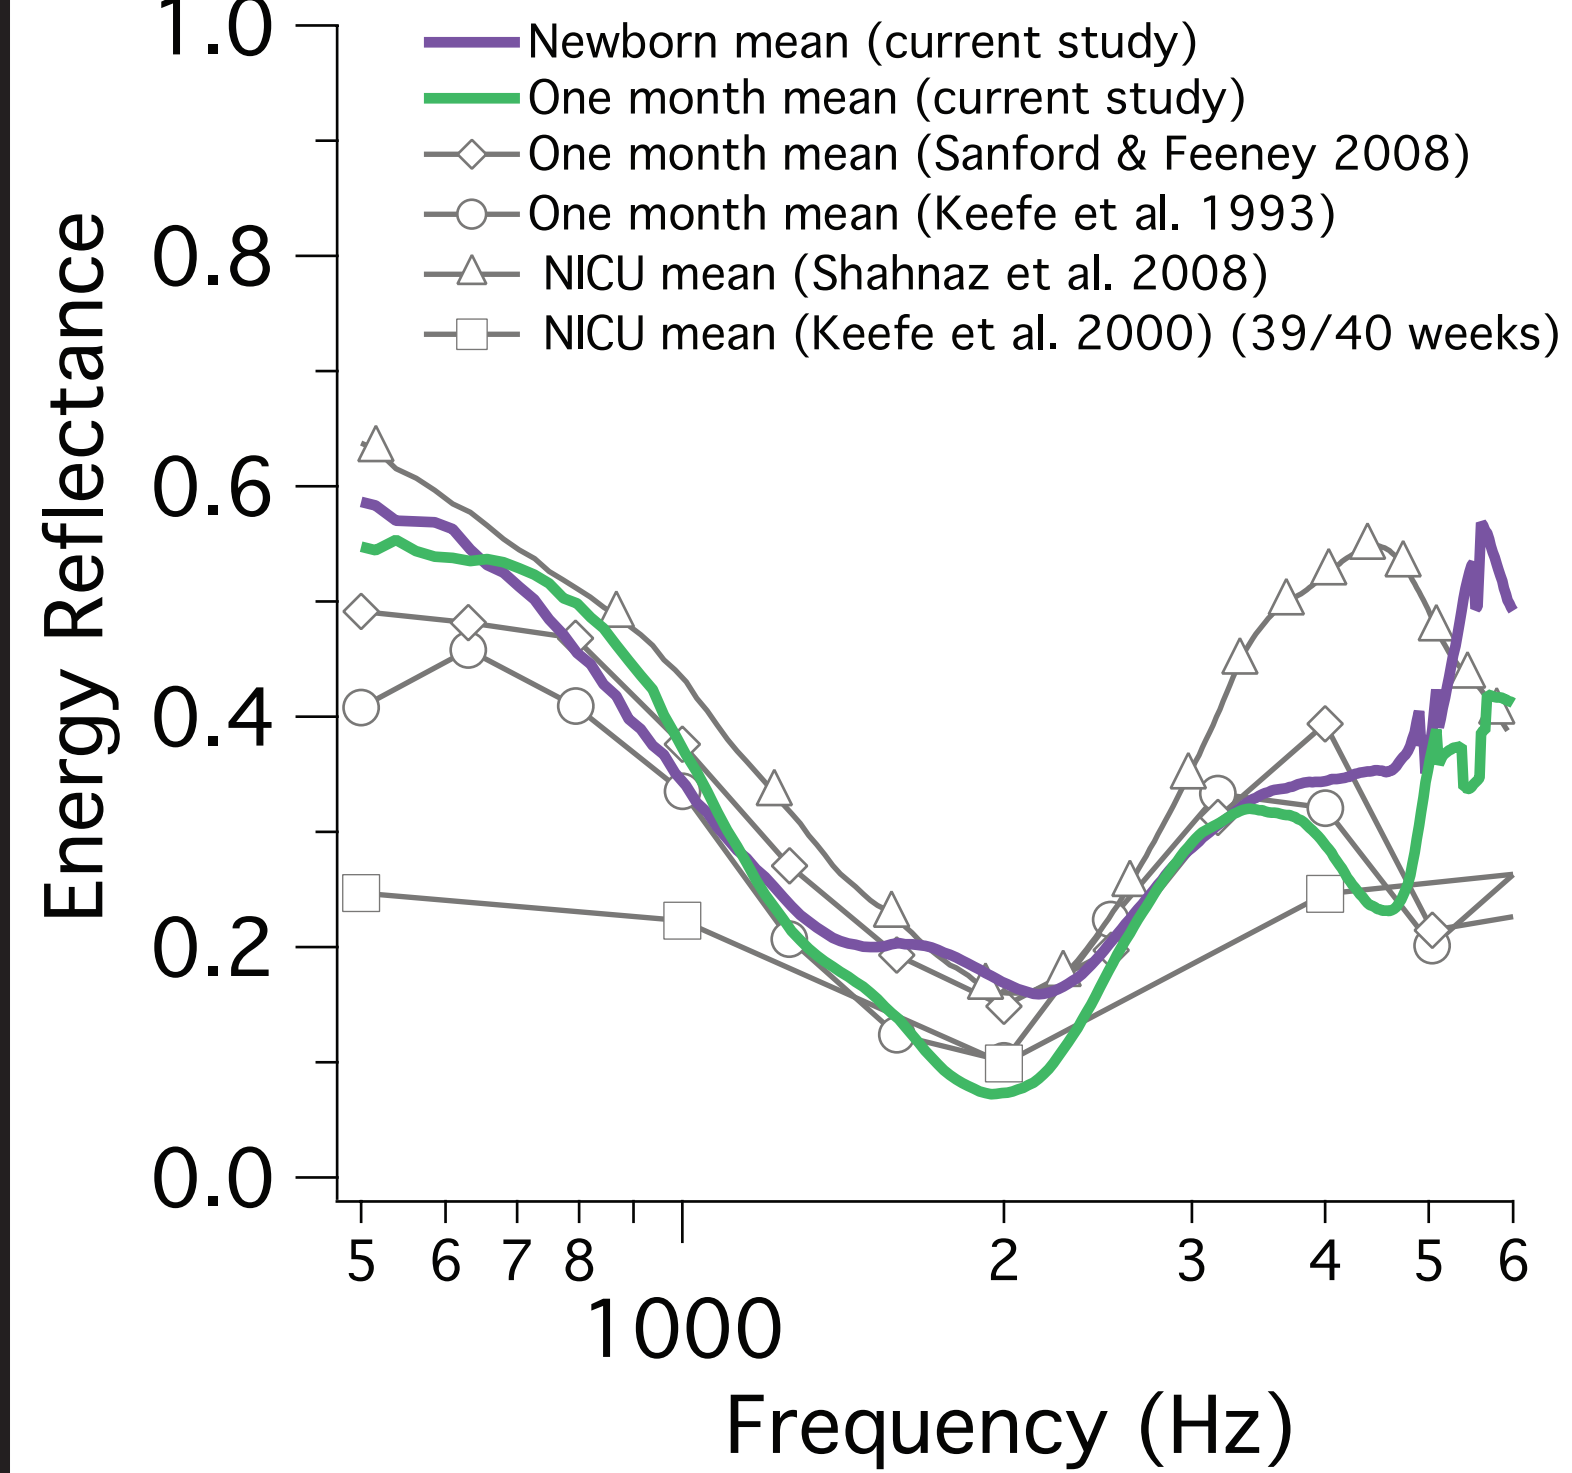 1.0
0.8
0.6
0.4
0.2
0.0
Energy Reflectance
Newborn mean (current study)
One month mean (current study)
One month mean (Sanford & Feeney 2008)
One month mean (Keefe et al. 1993)
NICU mean (Shahnaz et al. 2008)
NICU mean (Keefe et al. 2000) (39/40 weeks)
5 6 7 8 2 3 4 5 6
1000
Frequency (Hz)